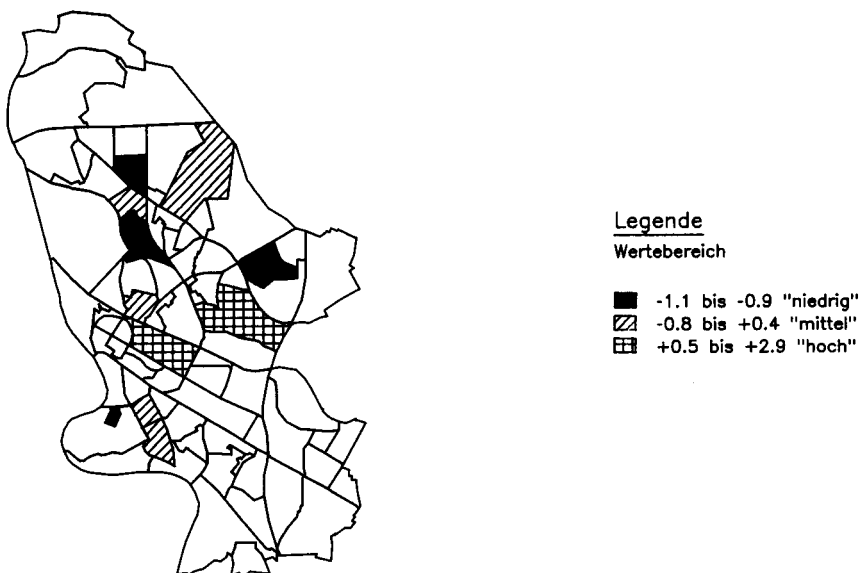 Legende
Wertebereich
-1.1 bis -0.9 "niedrig"
-0.8 bis +0.4 "mittel"
+0.5 bis +2.9 "hoch"